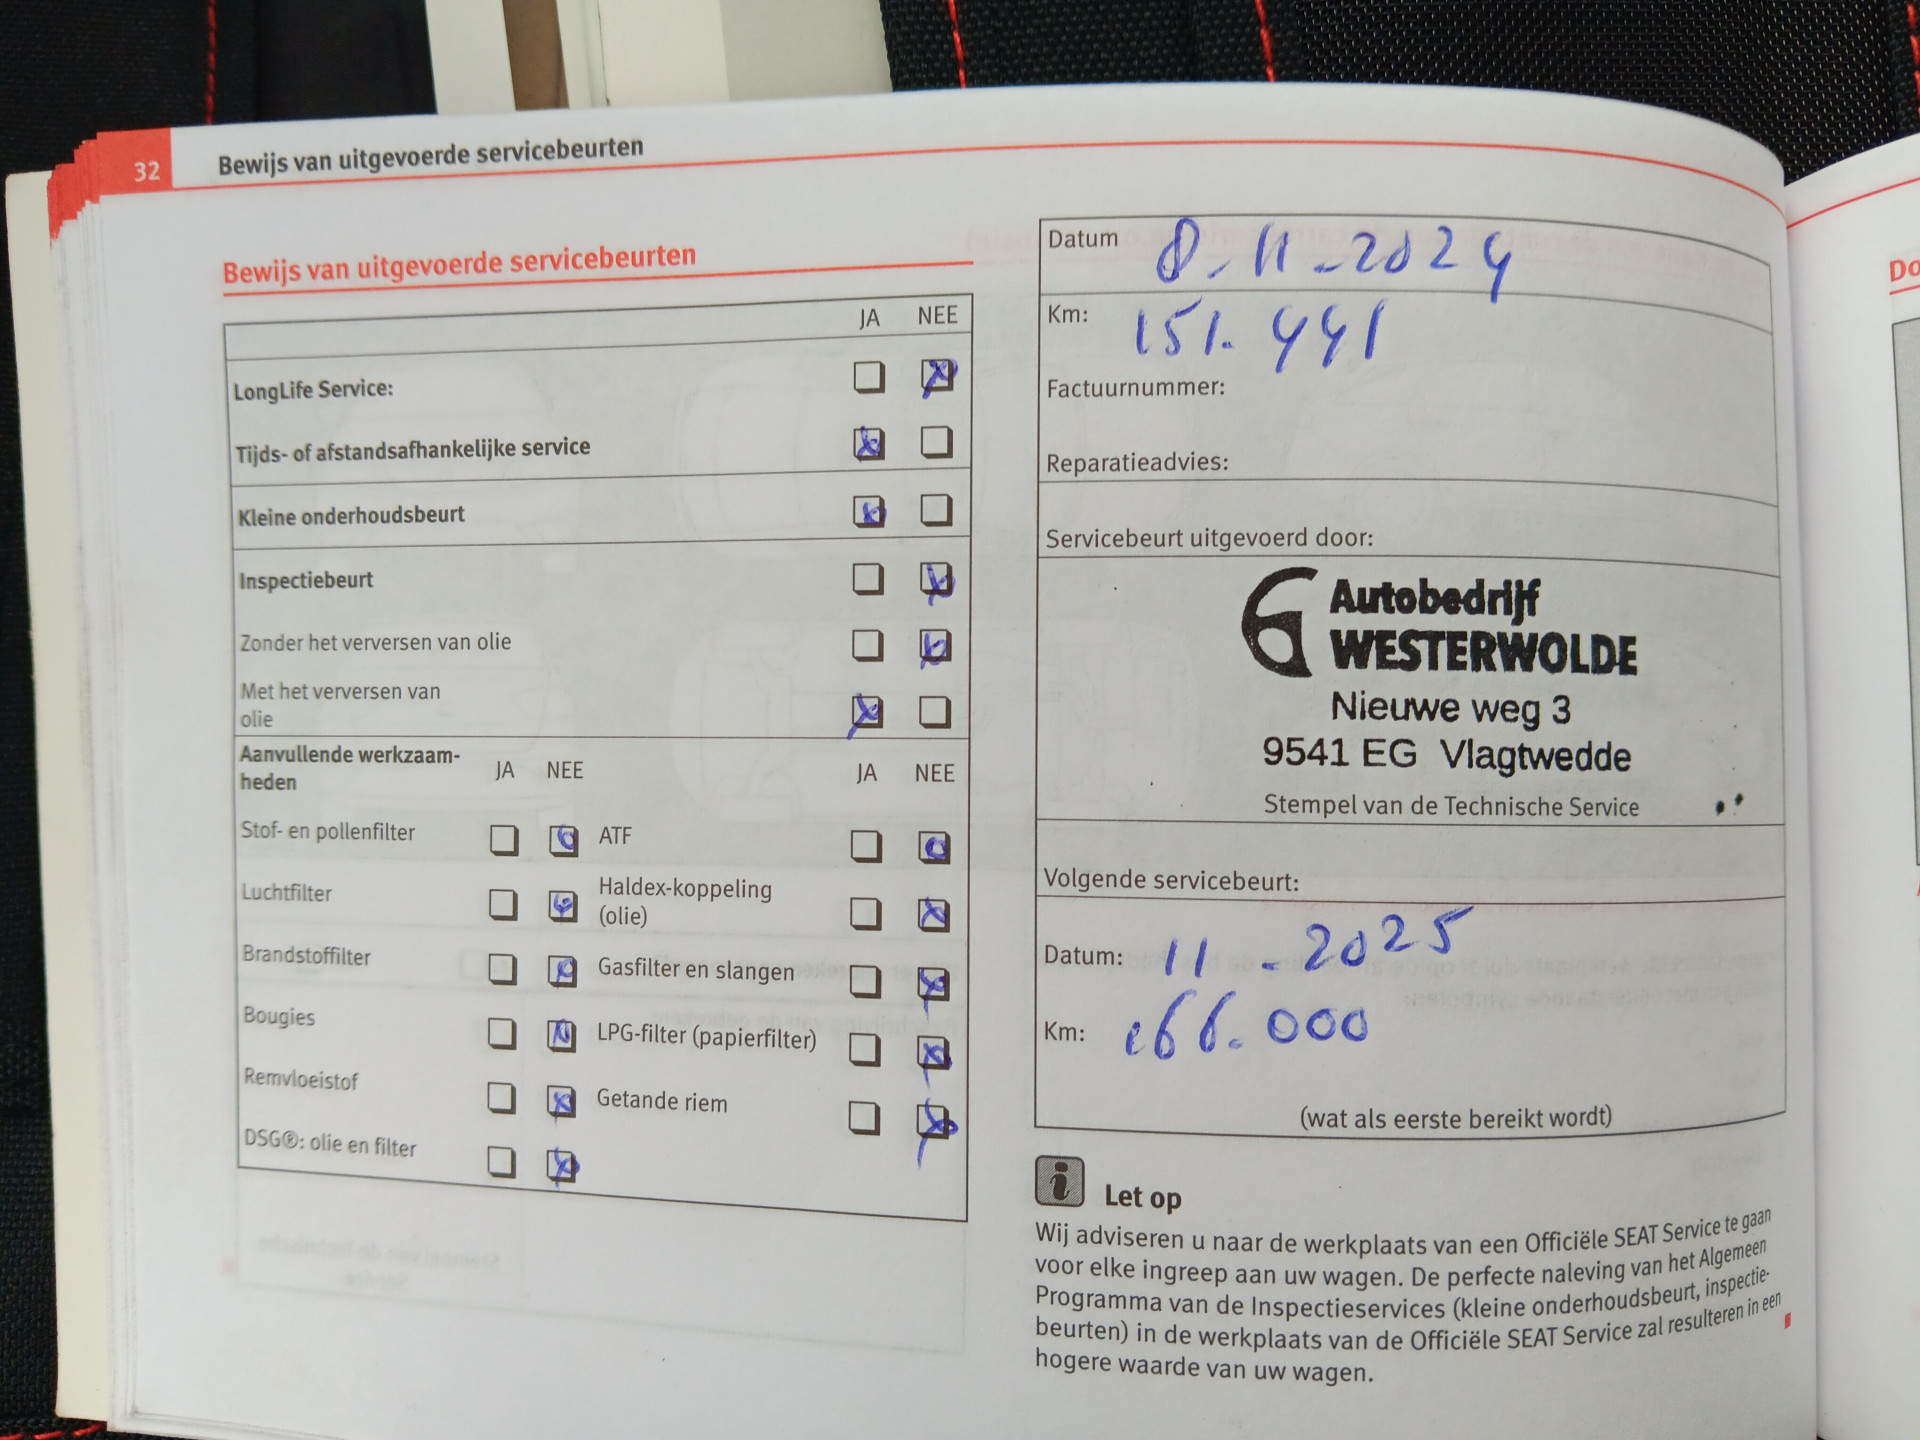 32 Bewijs van uitgevoerde servicebeurten
Bewijs van uitgevoerde servicebeurten
JA NEE
LongLife Service:
Tijds- of afstandsafhankelijke service
Kleine onderhoudsbeurt
Inspectiebeurt
Zonder het verversen van olie
Met het verversen van
olie
Aanvullende werkzaam-
heden
JA NEE JA NEE
Stof- en pollenfilter
ATF
Luchtfilter
Haldex-koppeling
(olie)
Brandstoffilter
Gasfilter en slangen
Bougies
LPG-filter (papierfilter)
Remvloeistof
Getande riem
DSG®: olie en filter
Datum 8-11-2024
Km: 151.441
Factuurnummer:
Reparatieadvies:
Servicebeurt uitgevoerd door:
Autobedrijf
WESTERWOLDE
Nieuwe weg 3
9541 EG Vlagtwedde
Stempel van de Technische Service
Volgende servicebeurt:
Datum: 11-2025
Km: 166.000
(wat als eerste bereikt wordt)
i Let op
Wij adviseren u naar de werkplaats van een Officiële SEAT Service te gaan
voor elke ingreep aan uw wagen. De perfecte naleving van het Algemeen
Programma van de Inspectieservices (kleine onderhoudsbeurt, inspectie-
beurten) in de werkplaats van de Officiële SEAT Service zal resulteren in een
hogere waarde van uw wagen.
Do